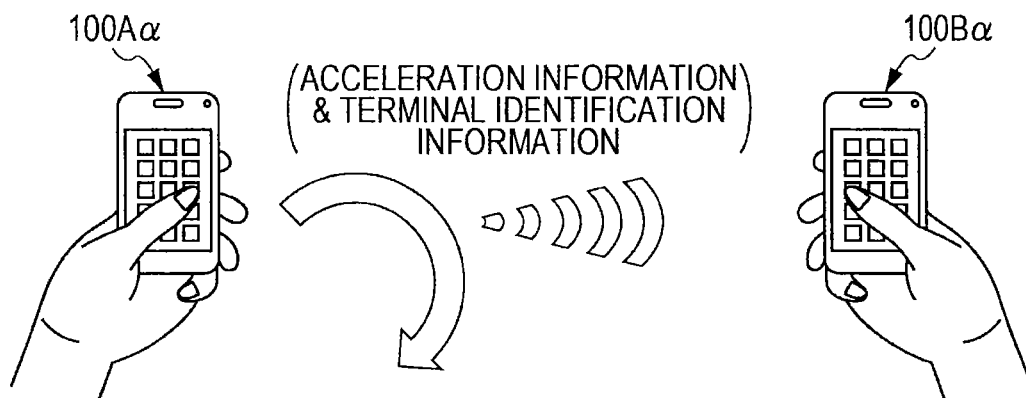 100Aα
100Bα
(ACCELERATION INFORMATION
& TERMINAL IDENTIFICATION
INFORMATION)